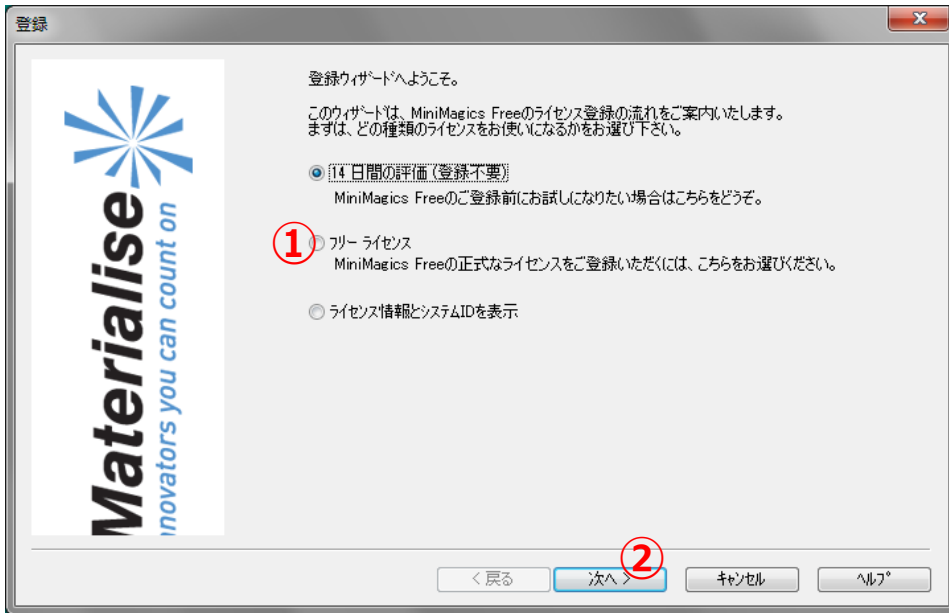 登録
登録ウィザードへようこそ。
このウィザードは、MiniMagics Freeのライセンス登録の流れをご案内いたします。
まずは、どの種類のライセンスをお使いになるかをお選び下さい。
14 日間の評価 (登録不要)
MiniMagics Freeのご登録前にお試しになりたい場合はこちらをどうぞ。
① フリー ライセンス
MiniMagics Freeの正式なライセンスをご登録いただくには、こちらをお選びください。
ライセンス情報とシステムIDを表示
Materialise
nnovators you can count on
②
< 戻る 次へ > キャンセル ヘルプ